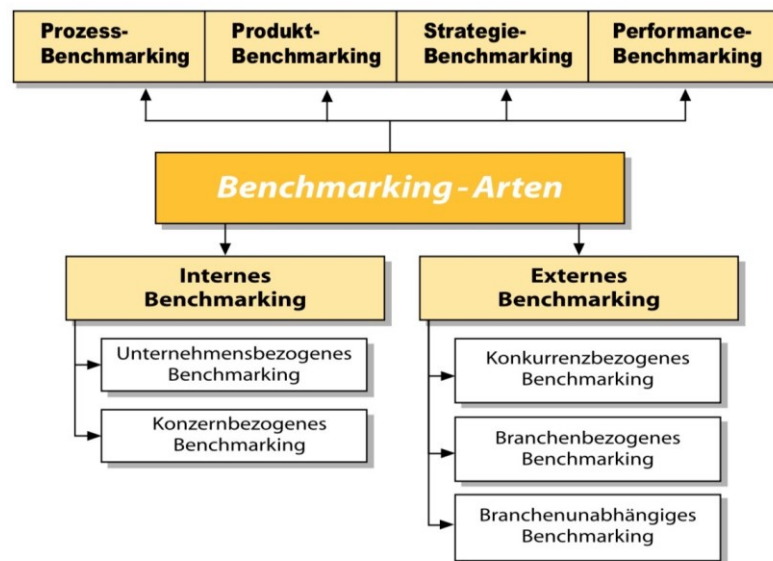 Prozess-
Benchmarking
Produkt-
Benchmarking
Strategie-
Benchmarking
Performance-
Benchmarking
Benchmarking - Arten
Internes
Benchmarking
Unternehmensbezogenes
Benchmarking
Konzernbezogenes
Benchmarking
Externes
Benchmarking
Konkurrenzbezogenes
Benchmarking
Branchenbezogenes
Benchmarking
Branchenunabhängiges
Benchmarking